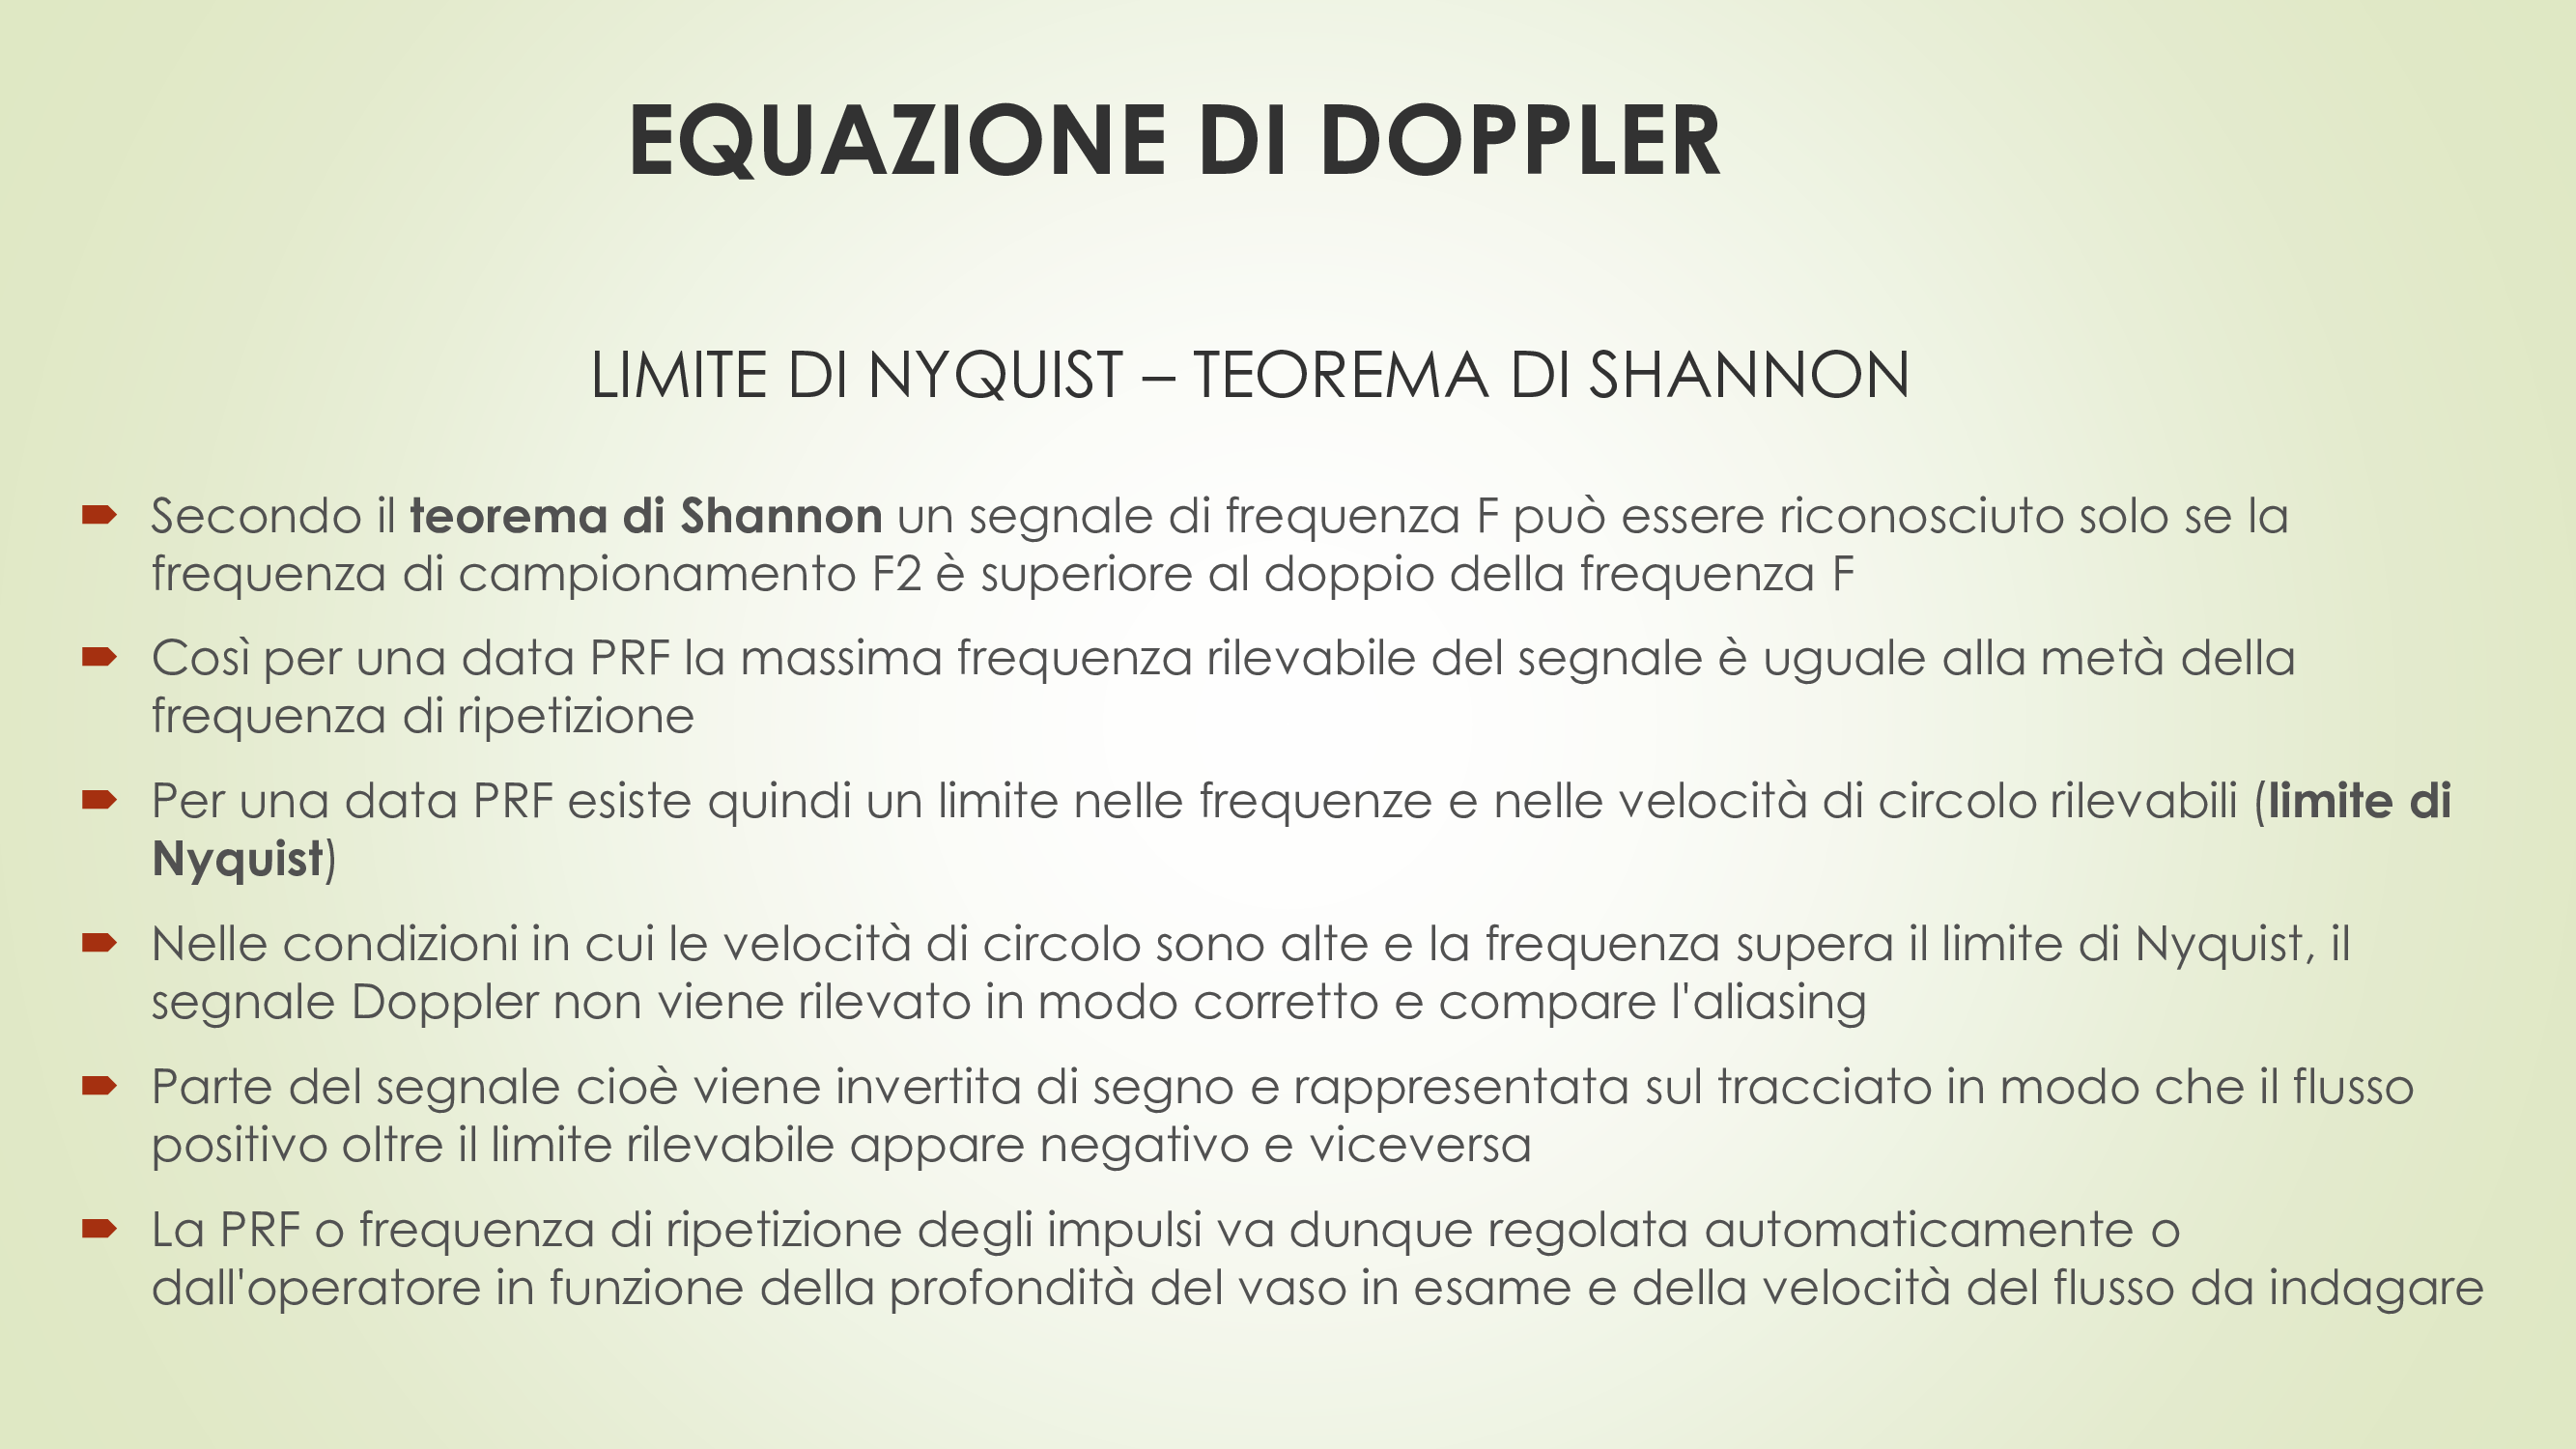 EQUAZIONE DI DOPPLER
LIMITE DI NYQUIST – TEOREMA DI SHANNON
Secondo il teorema di Shannon un segnale di frequenza F può essere riconosciuto solo se la
frequenza di campionamento F2 è superiore al doppio della frequenza F
Così per una data PRF la massima frequenza rilevabile del segnale è uguale alla metà della
frequenza di ripetizione
Per una data PRF esiste quindi un limite nelle frequenze e nelle velocità di circolo rilevabili (limite di
Nyquist)
Nelle condizioni in cui le velocità di circolo sono alte e la frequenza supera il limite di Nyquist, il
segnale Doppler non viene rilevato in modo corretto e compare l'aliasing
Parte del segnale cioè viene invertita di segno e rappresentata sul tracciato in modo che il flusso
positivo oltre il limite rilevabile appare negativo e viceversa
La PRF o frequenza di ripetizione degli impulsi va dunque regolata automaticamente o
dall'operatore in funzione della profondità del vaso in esame e della velocità del flusso da indagare